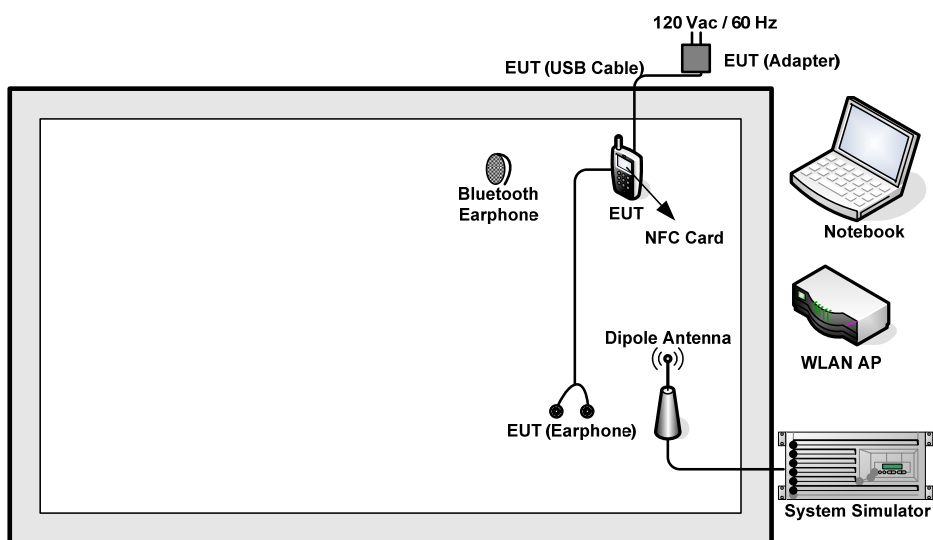 120 Vac / 60 Hz
EUT (USB Cable)
EUT (Adapter)
Bluetooth
Earphone
EUT
NFC Card
Notebook
Dipole Antenna
WLAN AP
EUT (Earphone)
System Simulator